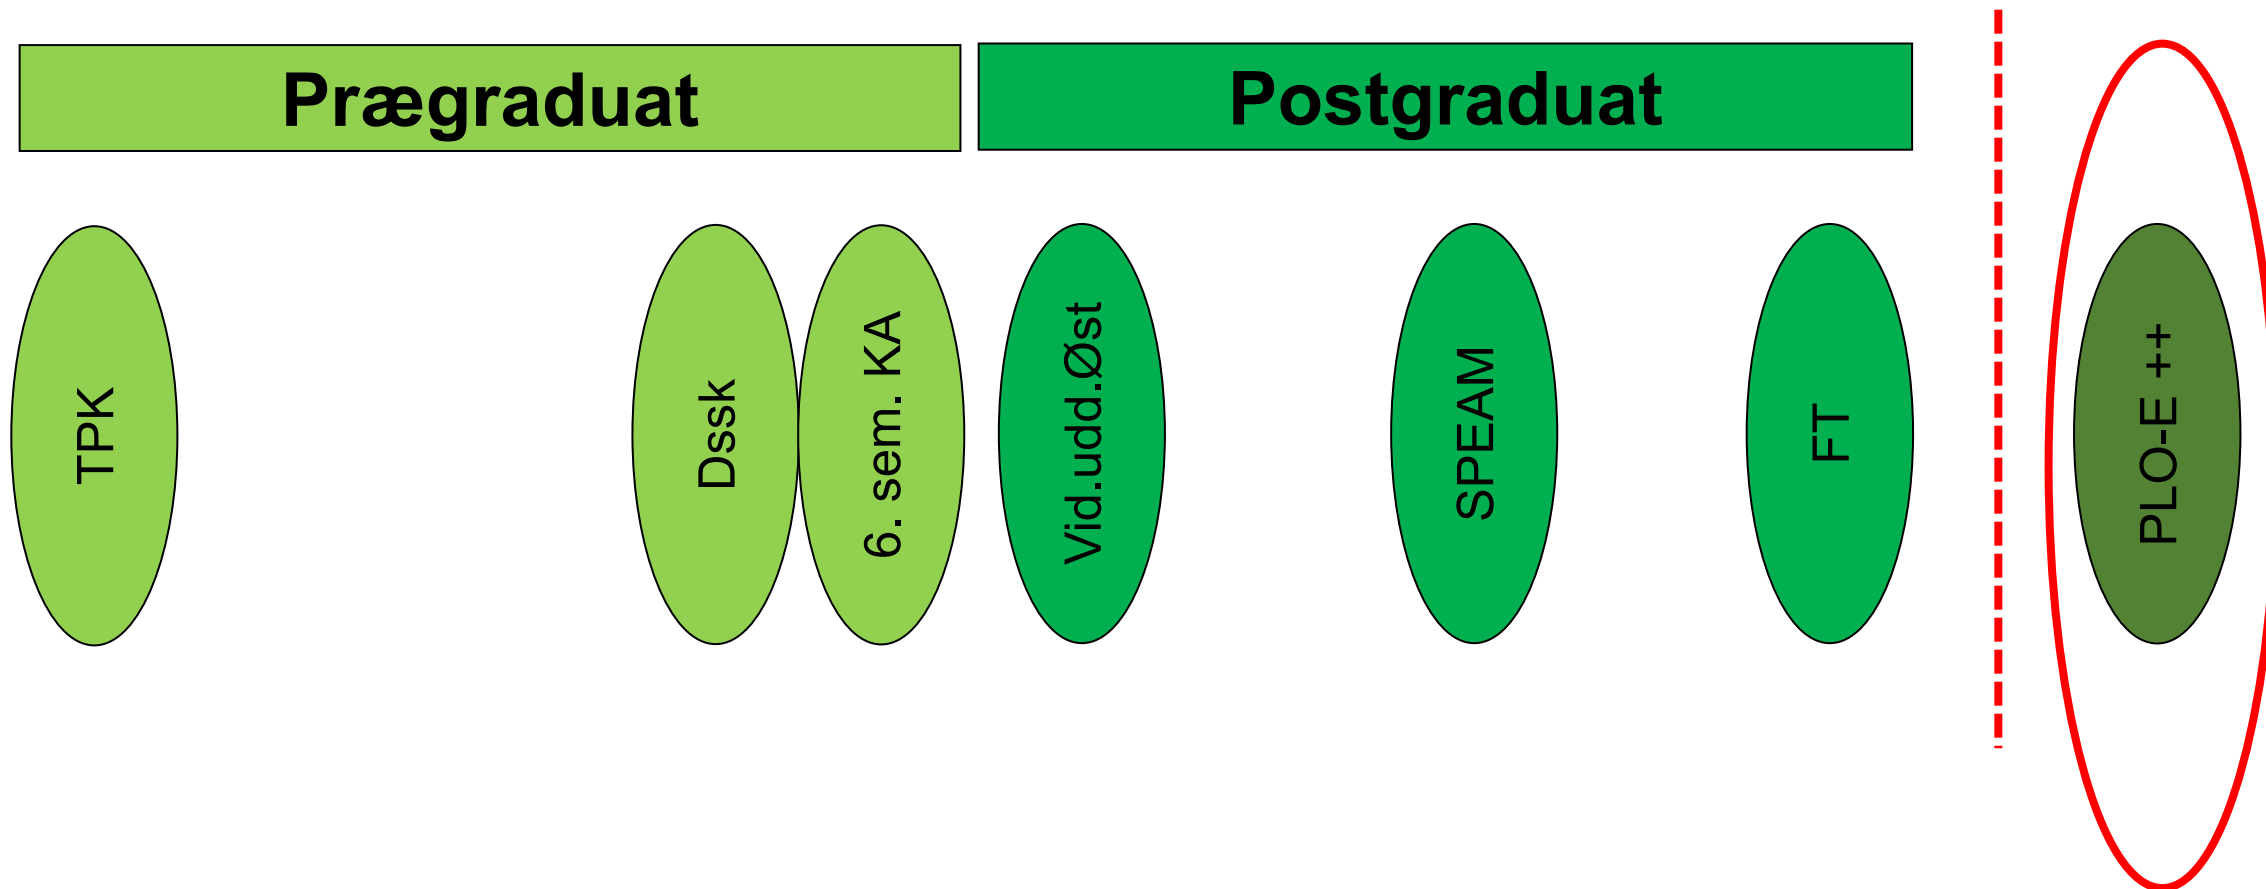 Prægraduat
Postgraduat
TPK
Dssk
6. sem. KA
Vid.udd.Øst
SPEAM
FT
PLO-E ++